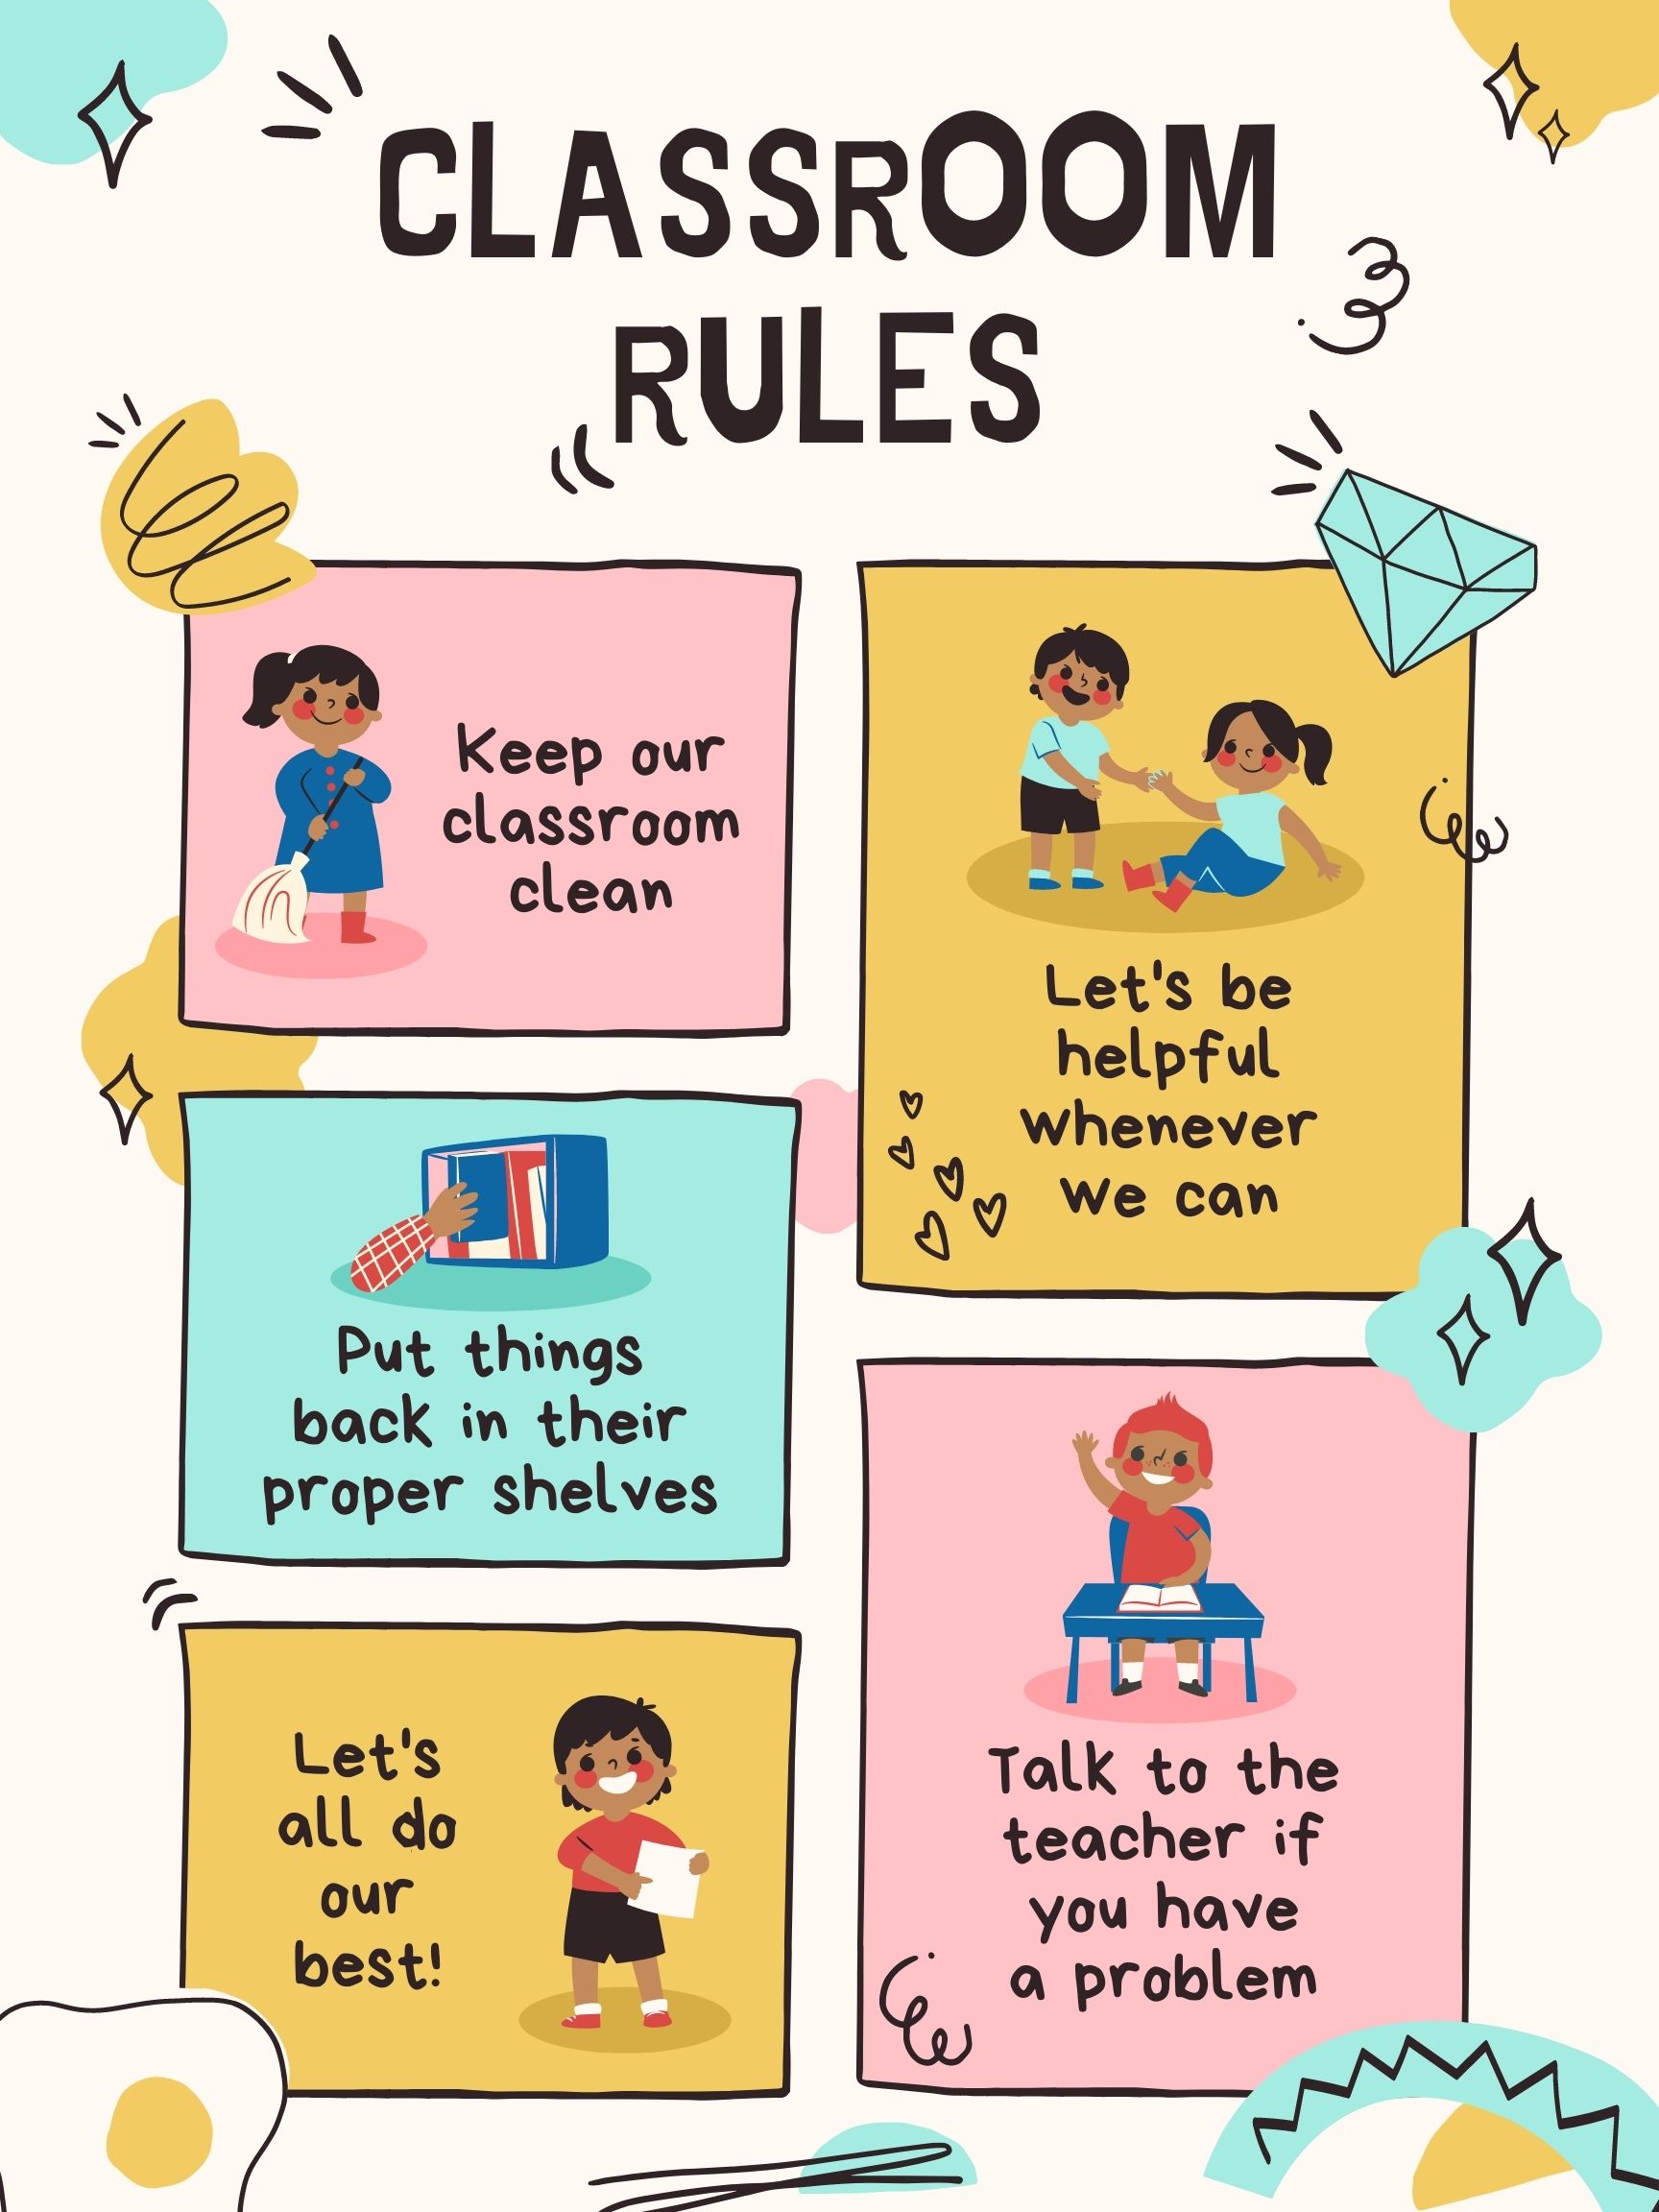 CLASSROOM
RULES
Keep our
classroom
clean
Let's be
helpful
whenever
we can
Put things
back in their
proper shelves
Talk to the
teacher if
you have
a problem
Let's
all do
our
best!